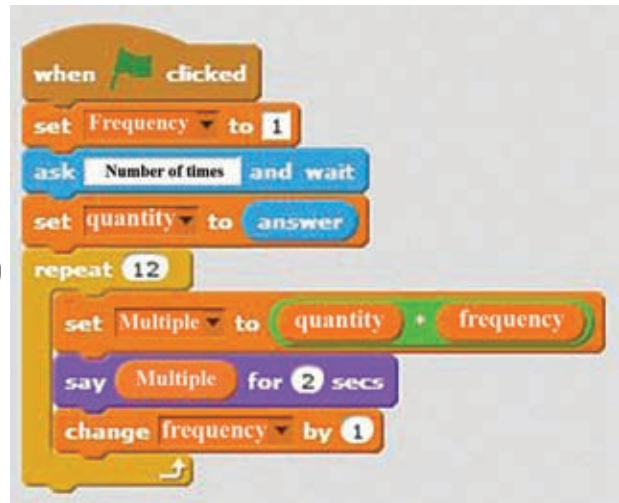 when clicked
set Frequency to 1
ask Number of times and wait
set quantity to answer
repeat 12
set Multiple to quantity * frequency
say Multiple for 2 secs
change frequency by 1